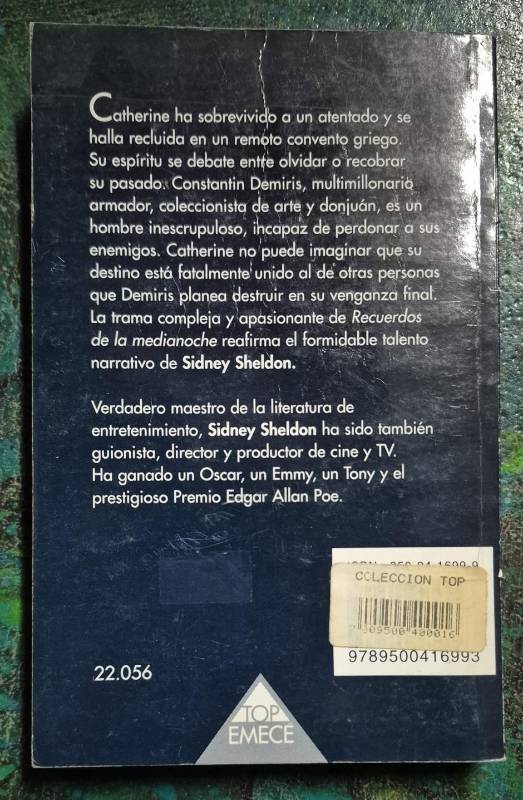 Catherine ha sobrevivido a un atentado y se
halla recluida en un remoto convento griego.
Su espíritu se debate entre olvidar o recobrar
su pasado. Constantin Demiris, multimillonario
armador, coleccionista de arte y donjuán, es un
hombre inescrupuloso, incapaz de perdonar a sus
enemigos. Catherine no puede imaginar que su
destino está fatalmente unido al de otras personas
que Demiris planea destruir en su venganza final.
La trama compleja y apasionante de Recuerdos
de la medianoche reafirma el formidable talento
narrativo de Sidney Sheldon.
Verdadero maestro de la literatura de
entretenimiento, Sidney Sheldon ha sido también
guionista, director y productor de cine y TV.
Ha ganado un Oscar, un Emmy, un Tony y el
prestigioso Premio Edgar Allan Poe.
COLECCION TOP
9789500416993
22.056
TOP
EMECE